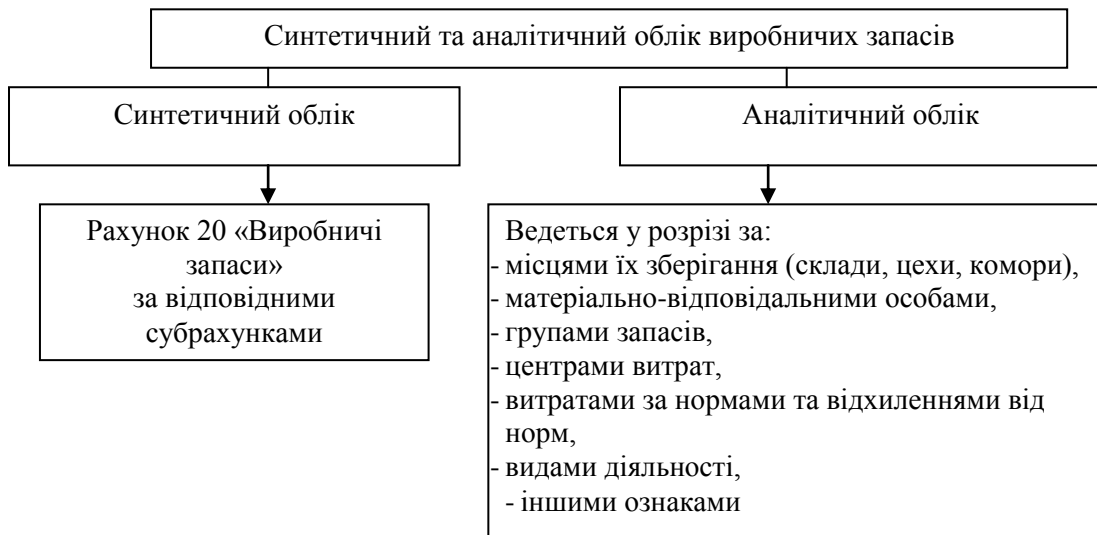 Синтетичний та аналітичний облік виробничих запасів
Синтетичний облік
Аналітичний облік
Рахунок 20 «Виробничі
запаси»
за відповідними
субрахунками
Ведеться у розрізі за:
- місцями їх зберігання (склади, цехи, комори),
- матеріально-відповідальними особами,
- групами запасів,
- центрами витрат,
- витратами за нормами та відхиленнями від
норм,
- видами діяльності,
- іншими ознаками